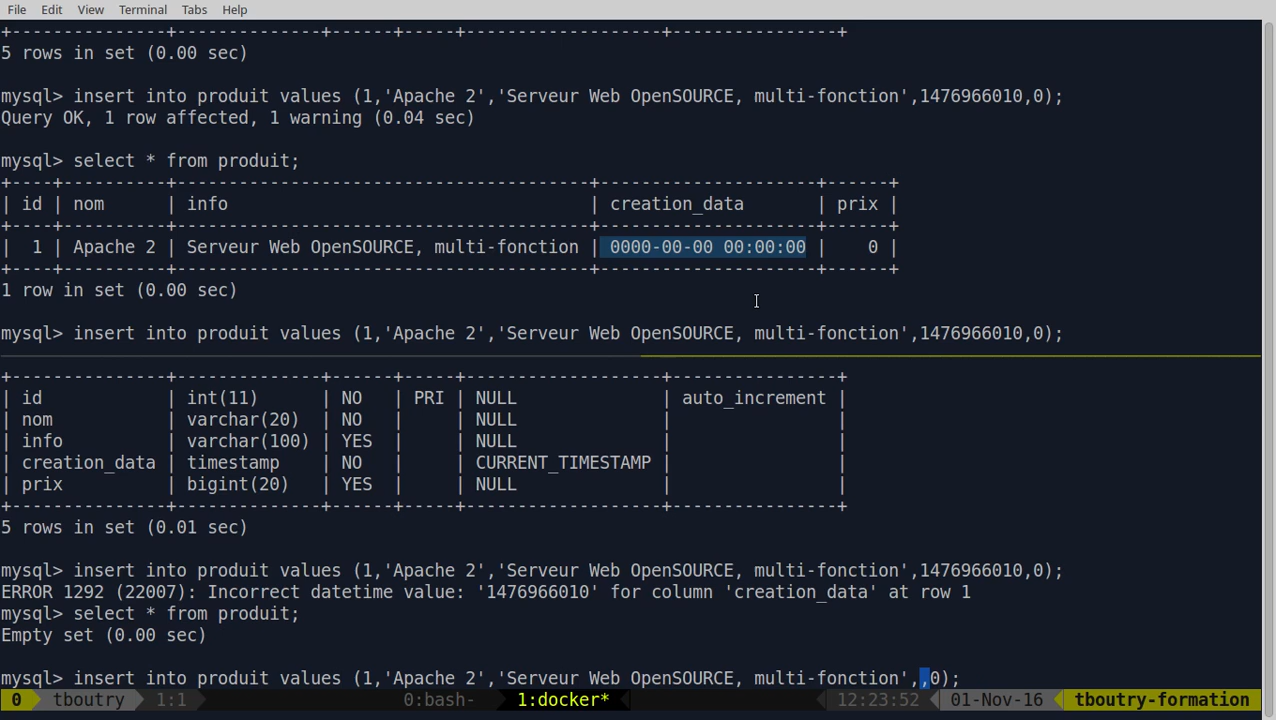 File Edit View Terminal Tabs Help
+---------------+--------------+------+-----+-------------------+----------------+
5 rows in set (0.00 sec)
mysql> insert into produit values (1,'Apache 2','Serveur Web OpenSOURCE, multi-fonction',1476966010,0);
Query OK, 1 row affected, 1 warning (0.04 sec)
mysql> select * from produit;
+----+----------+----------------------------------------+---------------------+------+
| id | nom      | info                                   | creation_data       | prix |
+----+----------+----------------------------------------+---------------------+------+
|  1 | Apache 2 | Serveur Web OpenSOURCE, multi-fonction | 0000-00-00 00:00:00 |    0 |
+----+----------+----------------------------------------+---------------------+------+
1 row in set (0.00 sec)
mysql> insert into produit values (1,'Apache 2','Serveur Web OpenSOURCE, multi-fonction',1476966010,0);
+---------------+--------------+------+-----+-------------------+----------------+
| id            | int(11)      | NO   | PRI | NULL              | auto_increment |
| nom           | varchar(20)  | NO   |     | NULL              |                |
| info          | varchar(100) | YES  |     | NULL              |                |
| creation_data | timestamp    | NO   |     | CURRENT_TIMESTAMP |                |
| prix          | bigint(20)   | YES  |     | NULL              |                |
+---------------+--------------+------+-----+-------------------+----------------+
5 rows in set (0.01 sec)
mysql> insert into produit values (1,'Apache 2','Serveur Web OpenSOURCE, multi-fonction',1476966010,0);
ERROR 1292 (22007): Incorrect datetime value: '1476966010' for column 'creation_data' at row 1
mysql> select * from produit;
Empty set (0.00 sec)
mysql> insert into produit values (1,'Apache 2','Serveur Web OpenSOURCE, multi-fonction',,0);
0 tboutry 1:1 0:bash- 1:docker* 12:23:52 01-Nov-16 tboutry-formation